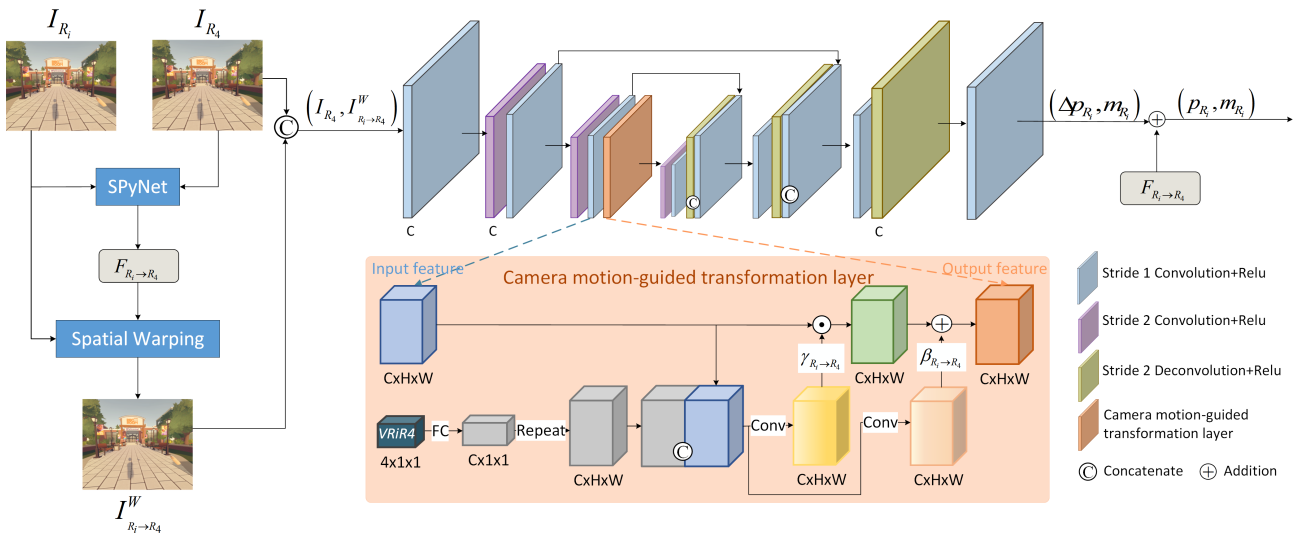 I_{R_i}
I_{R_4}
SPyNet
F_{R_i→R_4}
Spatial Warping
I^W_{R_i→R_4}
C
(I_{R_4}, I^W_{R_i→R_4})
C
C
C
C
C
(Δp_{R_i}, m_{R_i})
+
(p_{R_i}, m_{R_i})
F_{R_i→R_4}
Input feature
Camera motion-guided transformation layer
Output feature
CxHxW
γ_{R_i→R_4}
CxHxW
β_{R_i→R_4}
CxHxW
VRiR4
FC
Repeat
C
Conv
Conv
4x1x1
Cx1x1
CxHxW
CxHxW
CxHxW
CxHxW
Stride 1 Convolution+Relu
Stride 2 Convolution+Relu
Stride 2 Deconvolution+Relu
Camera motion-guided
transformation layer
C Concatenate
+ Addition